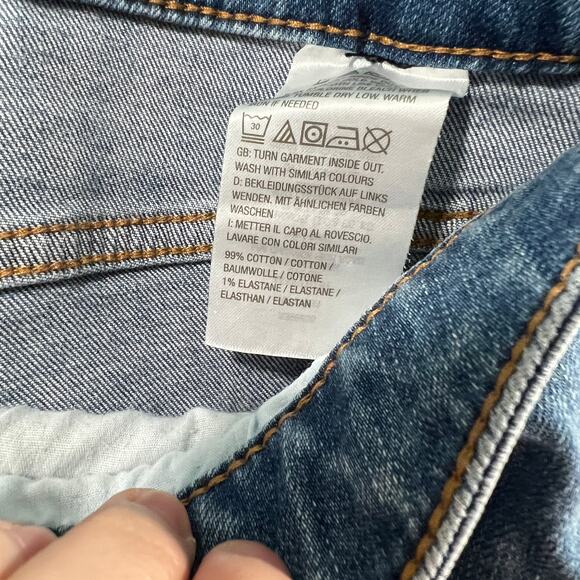 TUMBLE DRY LOW. WARM
IF NEEDED
30
GB: TURN GARMENT INSIDE OUT.
WASH WITH SIMILAR COLOURS
D: BEKLEIDUNGSSTÜCK AUF LINKS
WENDEN. MIT ÄHNLICHEN FARBEN
WASCHEN
I: METTER IL CAPO AL ROVESCIO.
LAVARE CON COLORI SIMILARI
99% COTTON / COTTON /
BAUMWOLLE / COTONE
1% ELASTANE / ELASTANE /
ELASTHAN / ELASTAN